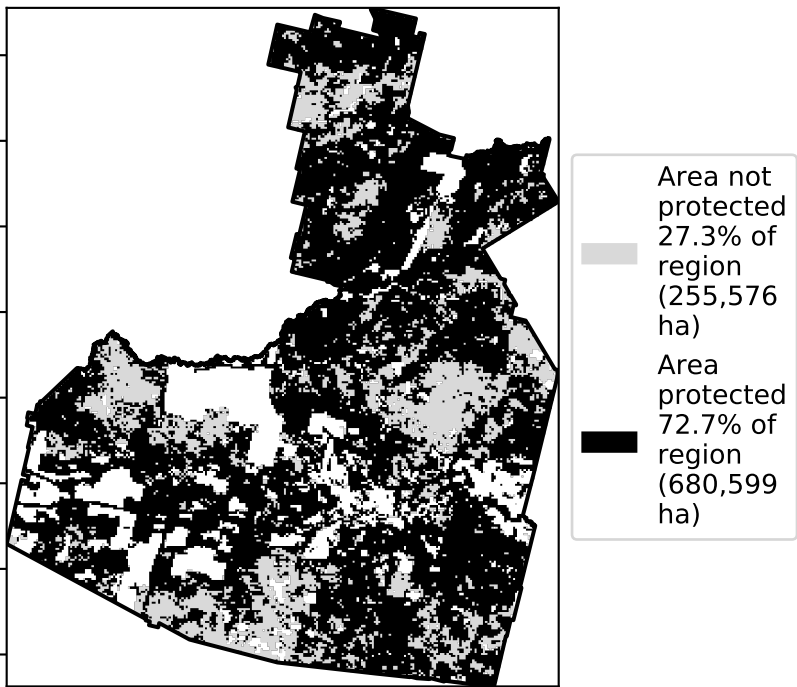 Area not
protected
27.3% of
region
(255,576
ha)
Area
protected
72.7% of
region
(680,599
ha)